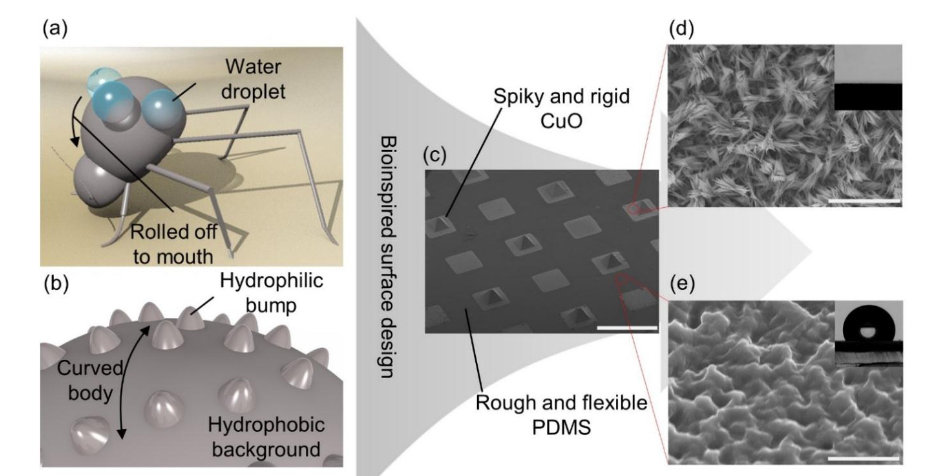 (a)
Water
droplet
Rolled off
to mouth
(b)
Hydrophilic
bump
Curved
body
Hydrophobic
background
Bioinspired surface design
(c)
Spiky and rigid
CuO
Rough and flexible
PDMS
(d)
(e)